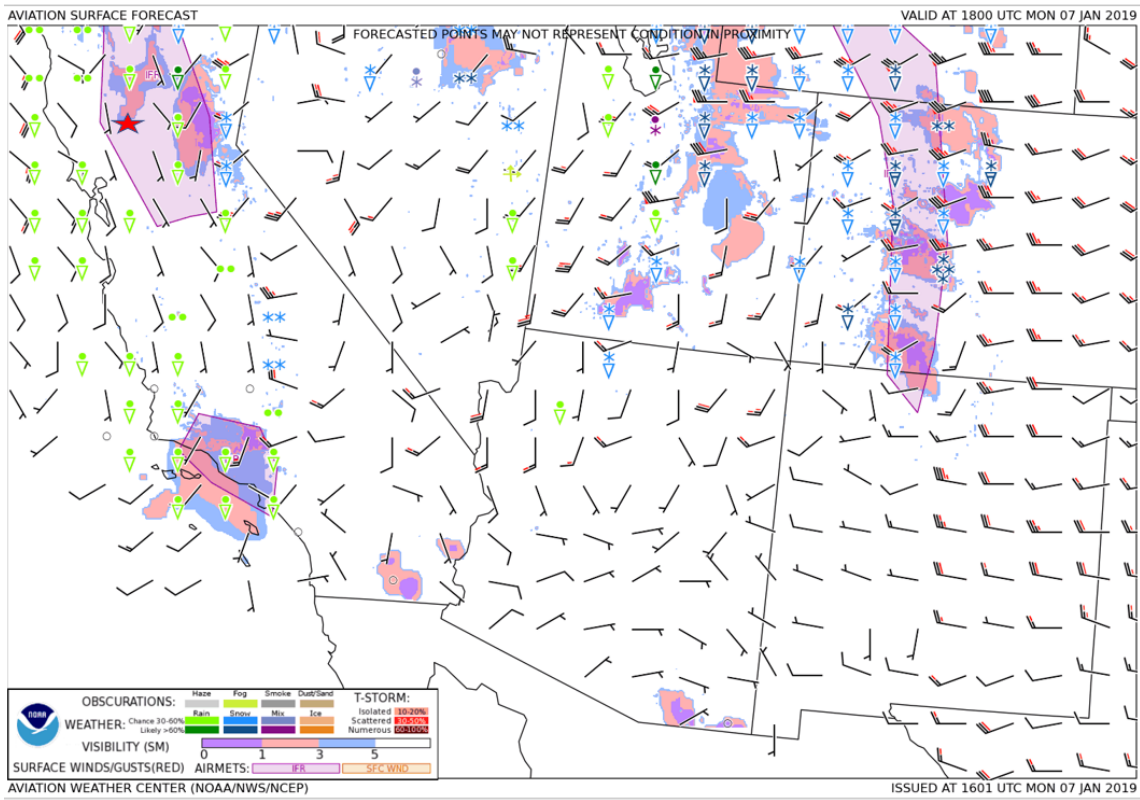 AVIATION SURFACE FORECAST
VALID AT 1800 UTC MON 07 JAN 2019
FORECASTED POINTS MAY NOT REPRESENT CONDITION IN PROXIMITY
IFR
OBSCURATIONS: Haze Fog Smoke Dust/Sand
T-STORM:
WEATHER: Rain Snow Mix Ice
Chance 30-60%
Likely >60%
Isolated 10-20%
Scattered 30-50%
Numerous 60-100%
NOAA
VISIBILITY (SM)
0 1 3 5
SURFACE WINDS/GUSTS(RED) AIRMETS: IFR SFC WND
AVIATION WEATHER CENTER (NOAA/NWS/NCEP)
ISSUED AT 1601 UTC MON 07 JAN 2019